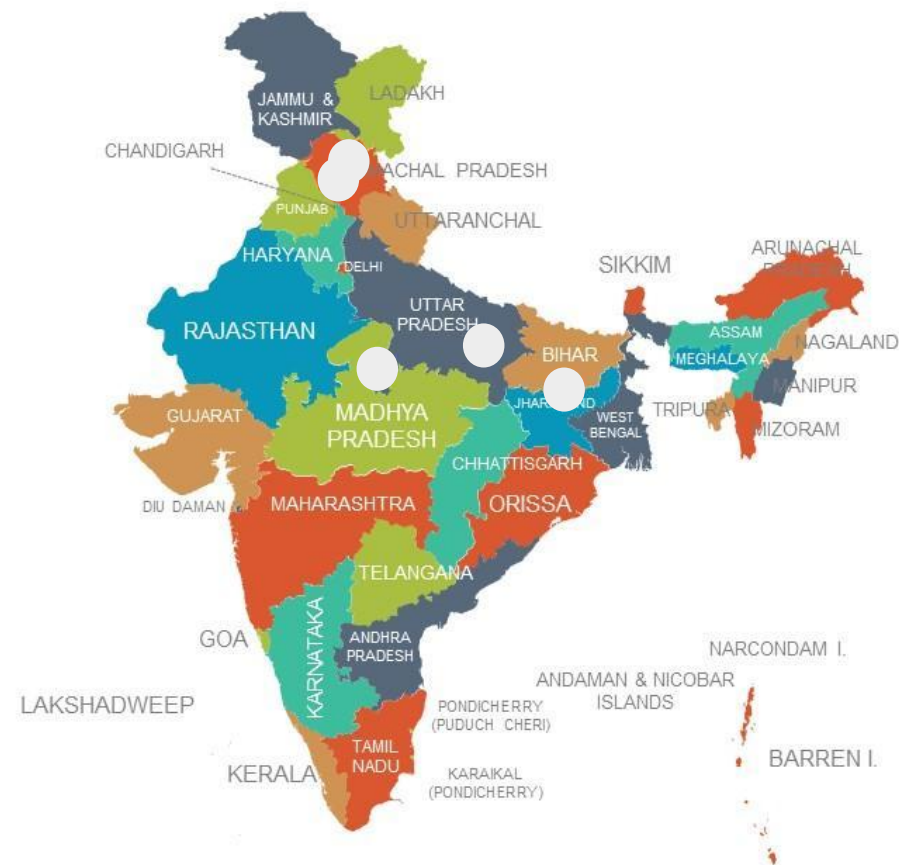 JAMMU &
KASHMIR
LADAKH
CHANDIGARH
ACHAL PRADESH
PUNJAB
UTTARANCHAL
HARYANA
DELHI
SIKKIM
ARUNACHAL
UTTAR
PRADESH
RAJASTHAN
BIHAR
ASSAM
NAGALAND
MEGHALAYA
MANIPUR
TRIPURA
MIZORAM
GUJARAT
MADHYA
PRADESH
WEST
BENGAL
CHHATTISGARH
DIU DAMAN
MAHARASHTRA
ORISSA
TELANGANA
GOA
KARNATAKA
ANDHRA
PRADESH
NARCONDAM I.
ANDAMAN & NICOBAR
ISLANDS
LAKSHADWEEP
PONDICHERRY
(PUDUCH CHERI)
TAMIL
NADU
KERALA
KARAIKAL
(PONDICHERRY)
BARREN I.